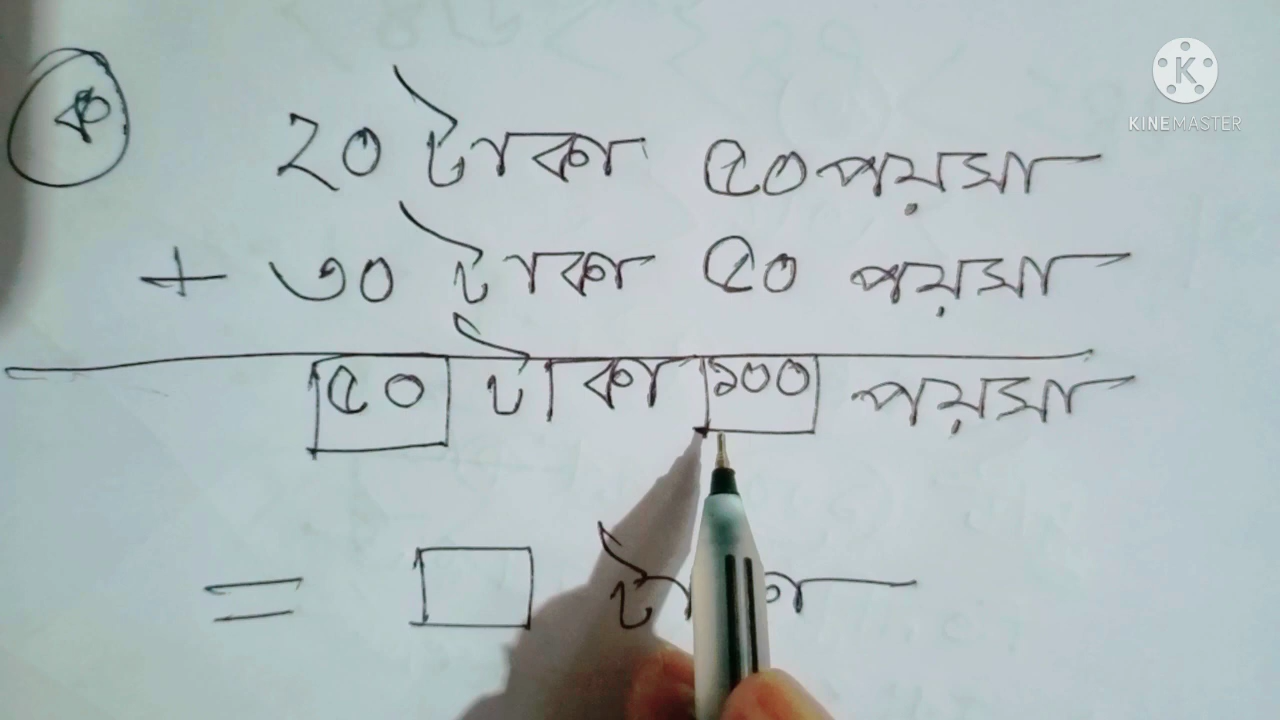 ক ২০ টাকা ৫০ পয়সা
+ ৩০ টাকা ৫০ পয়সা
৫০ টাকা ১০০ পয়সা
= টাকা
KINEMASTER